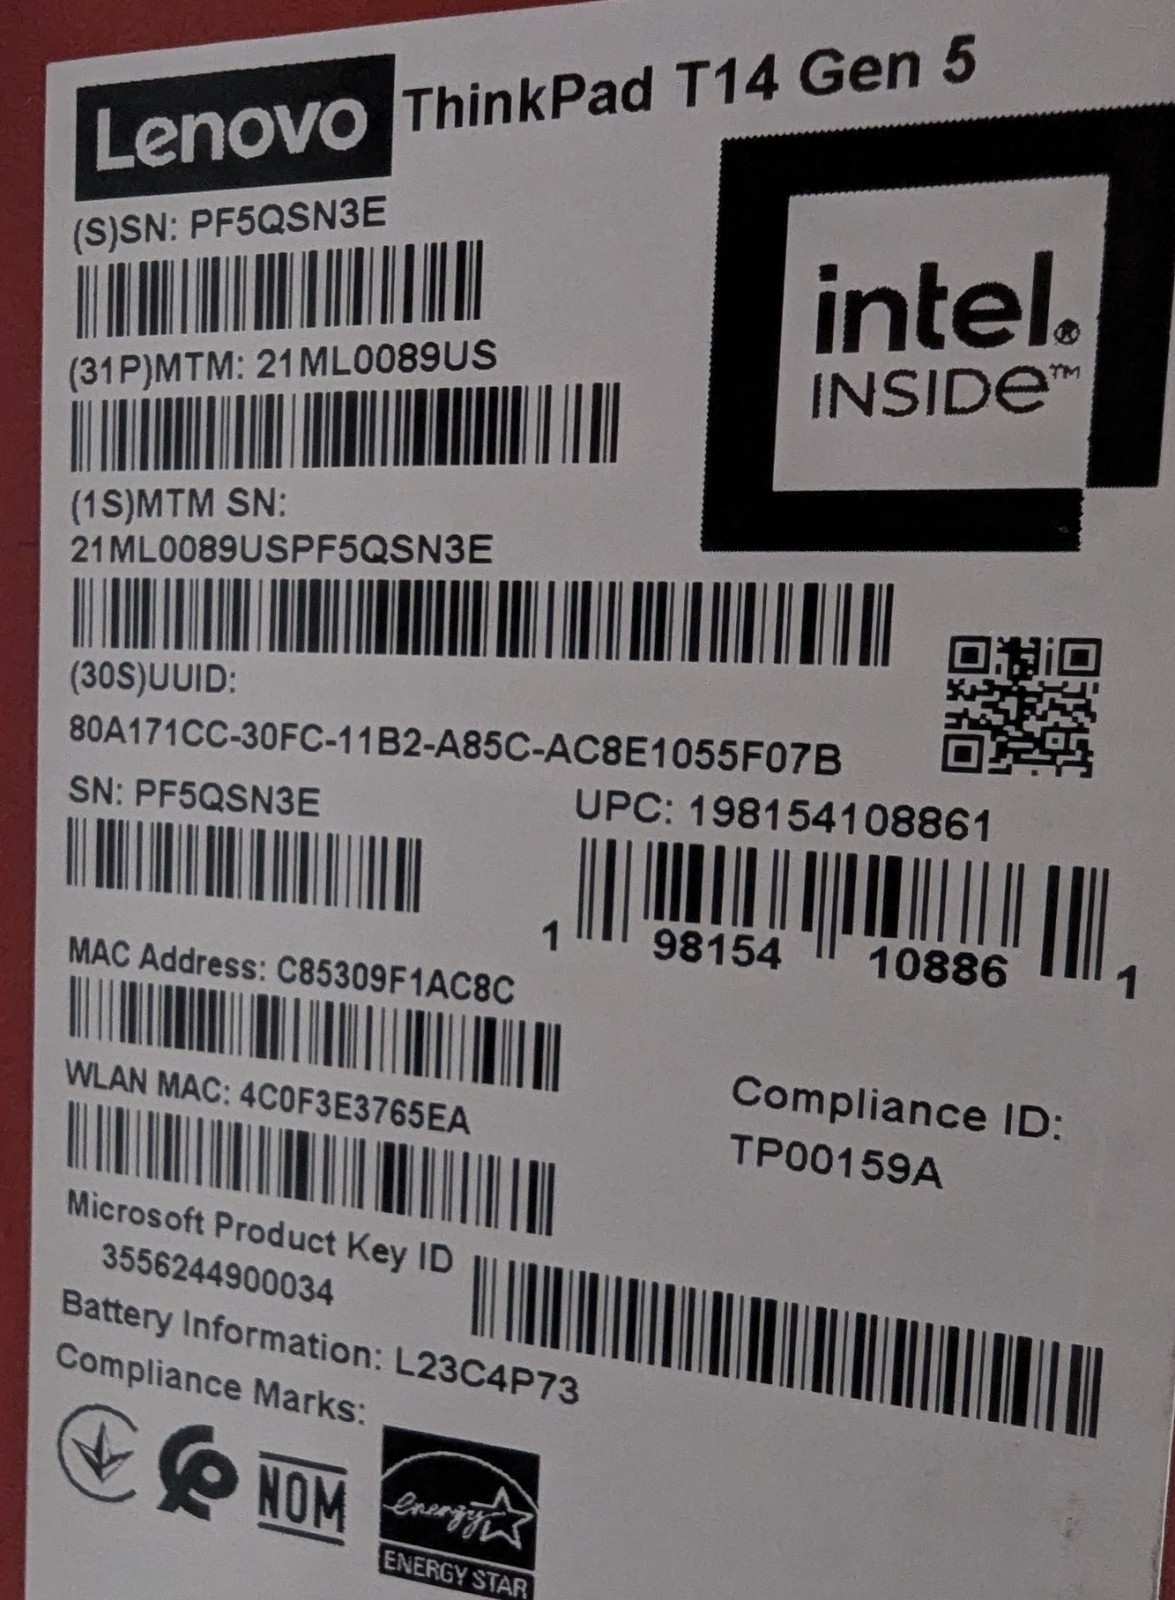 Lenovo ThinkPad T14 Gen 5
(S)SN: PF5QSN3E
intel®
INSIDe™
(31P)MTM: 21ML0089US
(1S)MTM SN:
21ML0089USPF5QSN3E
(30S)UUID:
80A171CC-30FC-11B2-A85C-AC8E1055F07B
SN: PF5QSN3E
UPC: 198154108861
1 98154 10886 1
MAC Address: C85309F1AC8C
WLAN MAC: 4C0F3E3765EA
Compliance ID:
TP00159A
Microsoft Product Key ID
3556244900034
Battery Information: L23C4P73
Compliance Marks:
NOM
energy
ENERGY STAR